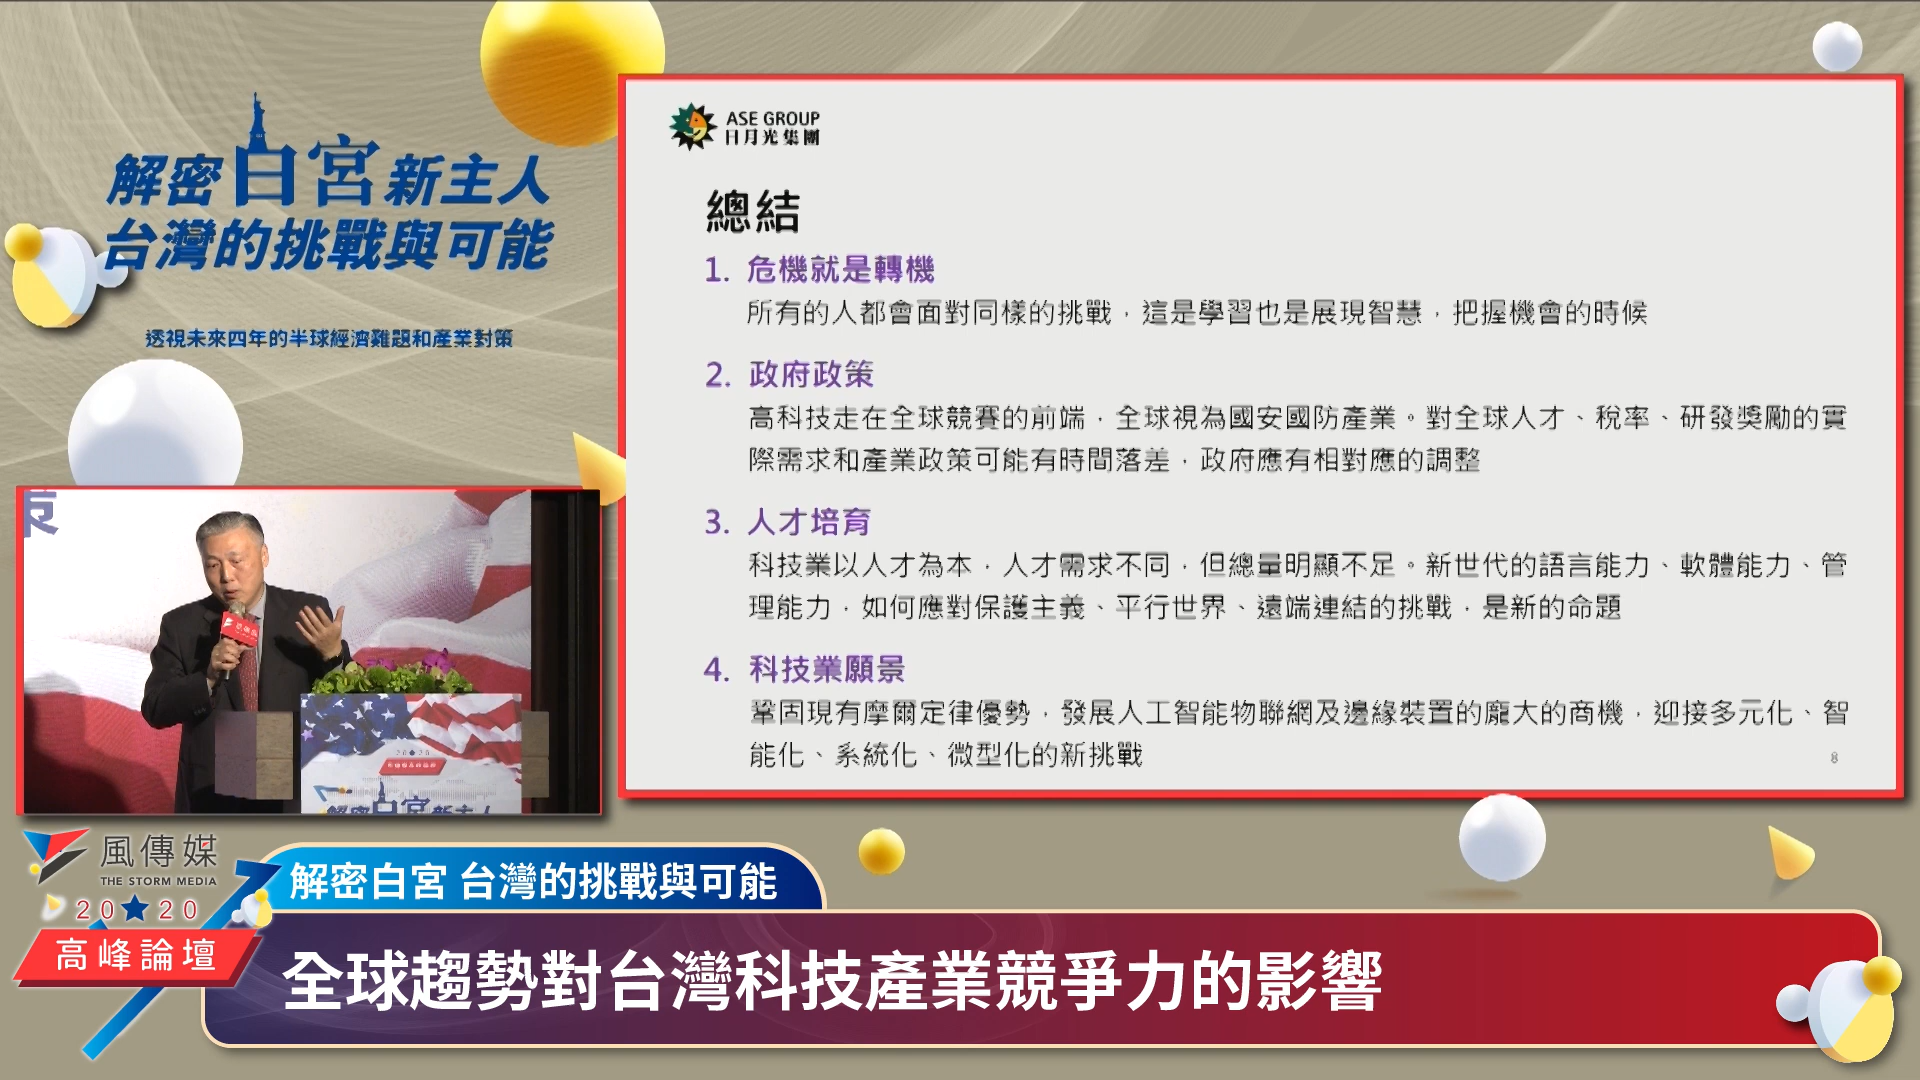 解密白宮新主人
台灣的挑戰與可能
透視未來四年的半球經濟難題和產業對策
ASE GROUP
日月光集團
總結
1. 危機就是轉機
所有的人都會面對同樣的挑戰，這是學習也是展現智慧，把握機會的時候
2. 政府政策
高科技走在全球競賽的前端，全球視為國安國防產業。對全球人才、稅率、研發獎勵的實
際需求和產業政策可能有時間落差，政府應有相對應的調整
3. 人才培育
科技業以人才為本，人才需求不同，但總量明顯不足。新世代的語言能力、軟體能力、管
理能力，如何應對保護主義、平行世界、遠端連結的挑戰，是新的命題
4. 科技業願景
鞏固現有摩爾定律優勢，發展人工智能物聯網及邊緣裝置的龐大的商機，迎接多元化、智
能化、系統化、微型化的新挑戰
8
解密白宮新主人
風傳媒
THE STORM MEDIA
2020
高峰論壇
解密白宮 台灣的挑戰與可能
全球趨勢對台灣科技產業競爭力的影響